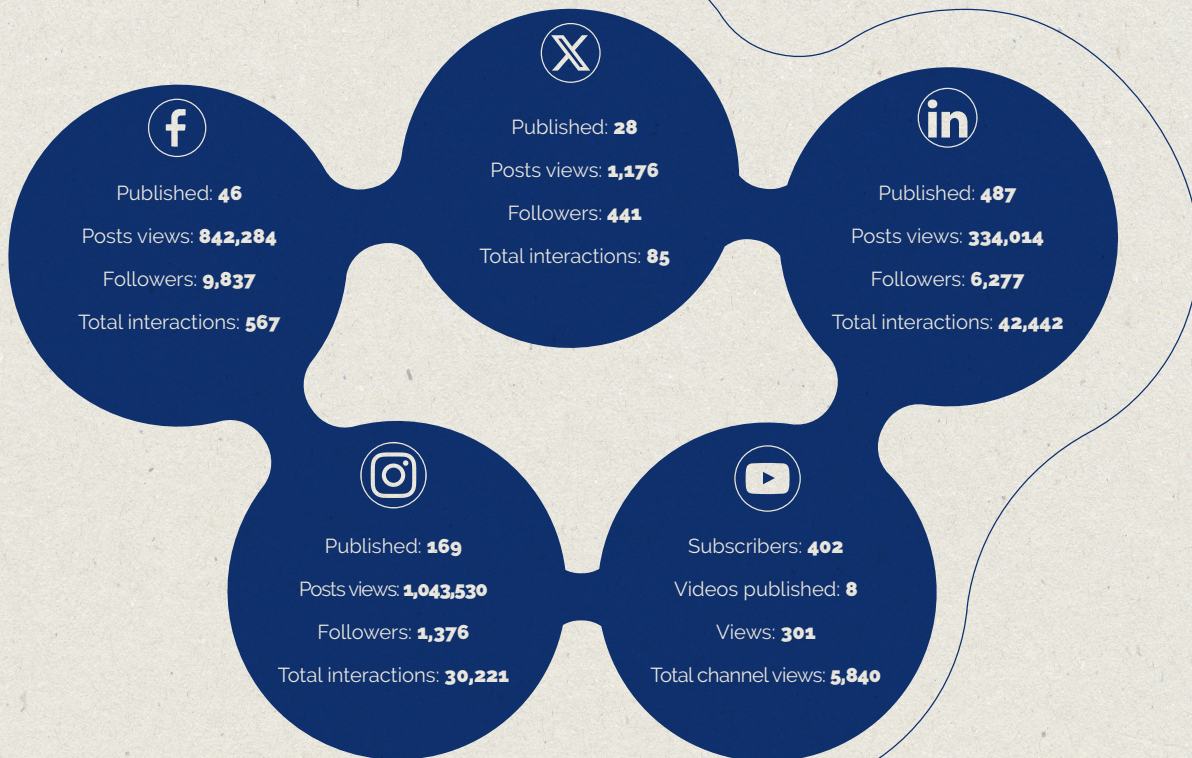 Published: 46
Posts views: 842,284
Followers: 9,837
Total interactions: 567
Published: 28
Posts views: 1,176
Followers: 441
Total interactions: 85
Published: 487
Posts views: 334,014
Followers: 6,277
Total interactions: 42,442
Published: 169
Posts views: 1,043,530
Followers: 1,376
Total interactions: 30,221
Subscribers: 402
Videos published: 8
Views: 301
Total channel views: 5,840